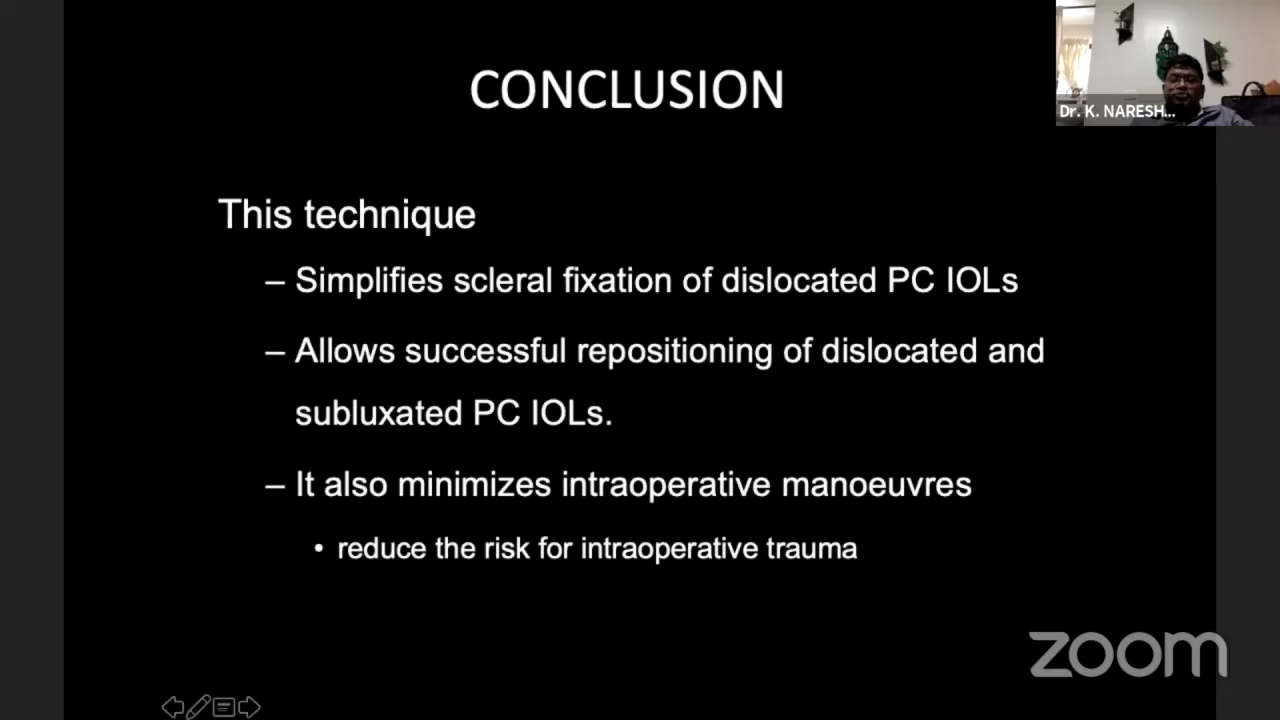 CONCLUSION
Dr. K. NARESH...
This technique
– Simplifies scleral fixation of dislocated PC IOLs
– Allows successful repositioning of dislocated and
subluxated PC IOLs.
– It also minimizes intraoperative manoeuvres
• reduce the risk for intraoperative trauma
zoom